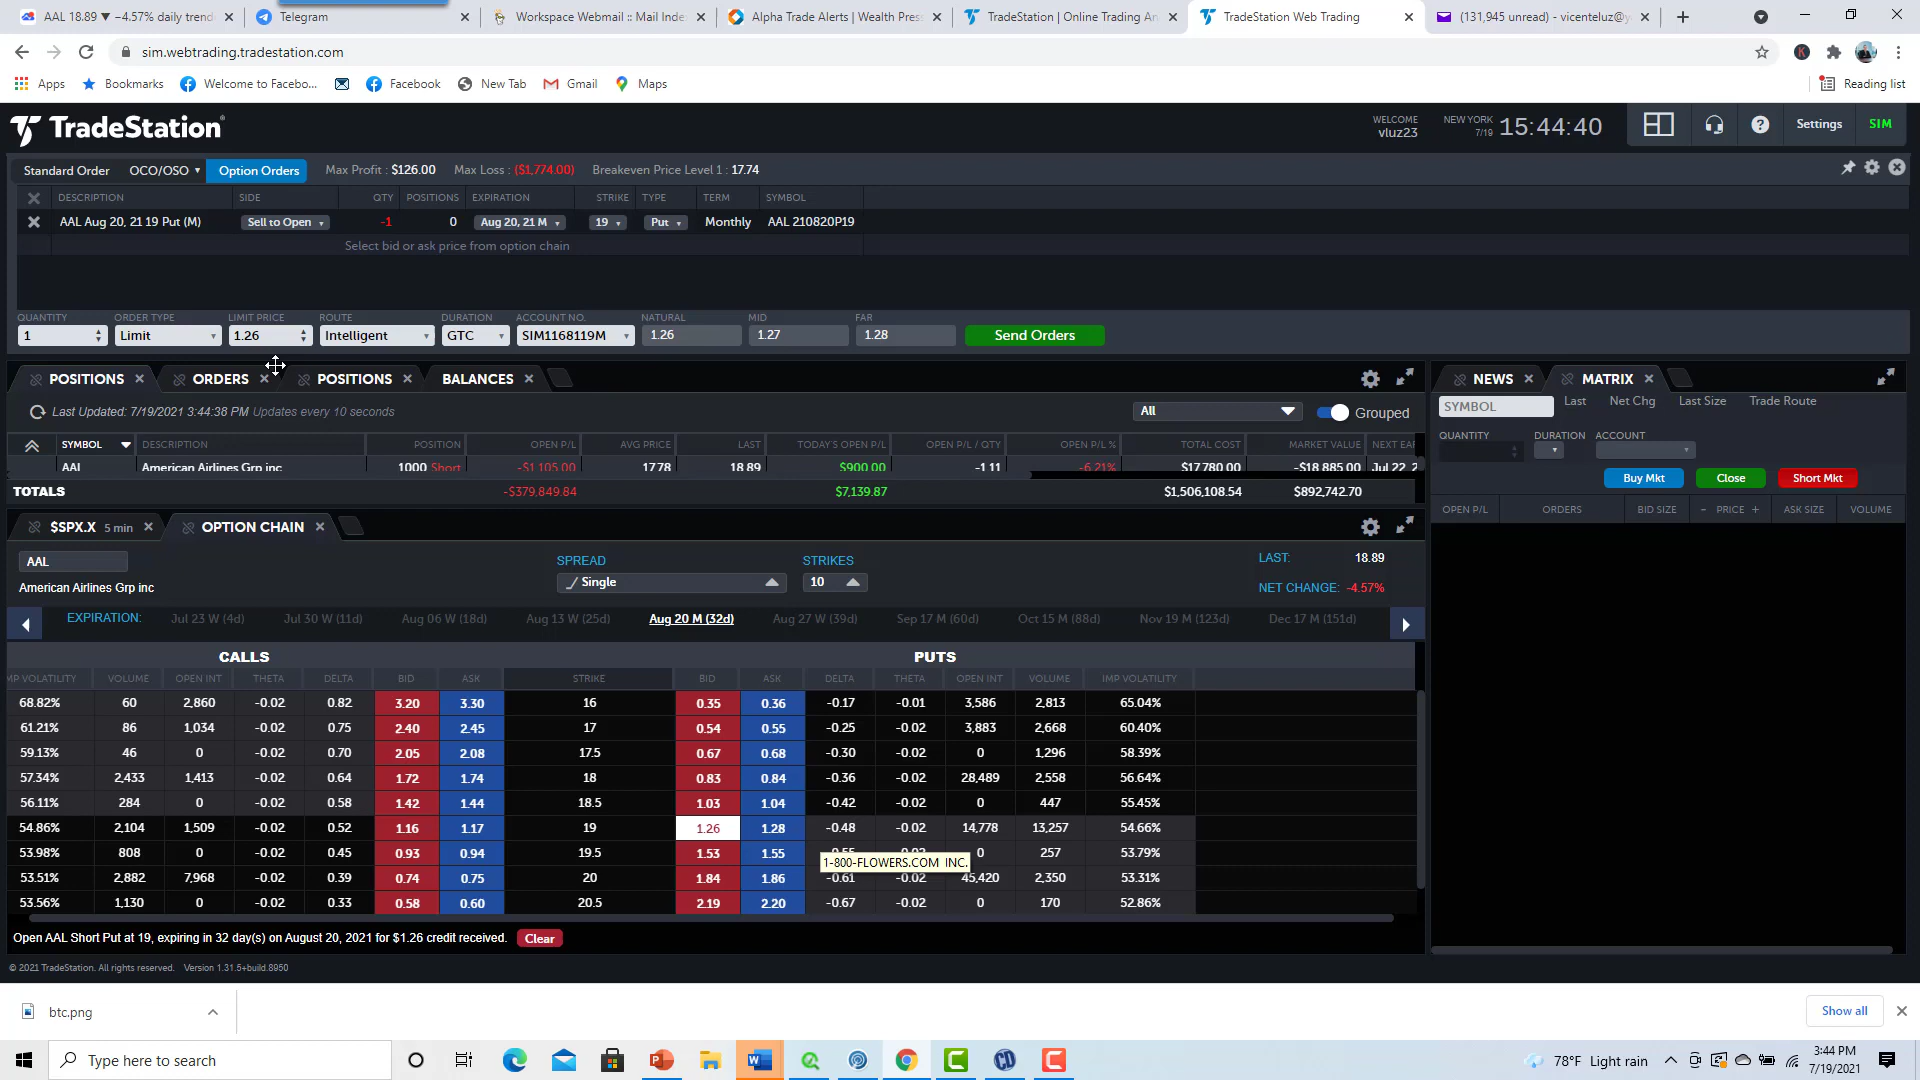 AAL 18.89 ▼ −4.57% daily trend
Telegram
Workspace Webmail :: Mail Inde
Alpha Trade Alerts | Wealth Pres
TradeStation | Online Trading An
TradeStation Web Trading
(131,945 unread) - vicenteluz@y
sim.webtrading.tradestation.com
Apps
Bookmarks
Welcome to Facebo...
Facebook
New Tab
Gmail
Maps
Reading list
TradeStation
WELCOME
vluz23
NEW YORK
7/19
15:44:40
Settings
SIM
Standard Order OCO/OSO Option Orders Max Profit : $126.00 Max Loss : ($1,774.00) Breakeven Price Level 1 : 17.74
DESCRIPTION SIDE QTY POSITIONS EXPIRATION STRIKE TYPE TERM SYMBOL
AAL Aug 20, 21 19 Put (M) Sell to Open -1 0 Aug 20, 21 M 19 Put Monthly AAL 210820P19
Select bid or ask price from option chain
QUANTITY ORDER TYPE LIMIT PRICE ROUTE DURATION ACCOUNT NO. NATURAL MID FAR
1 Limit 1.26 Intelligent GTC SIM1168119M 1.26 1.27 1.28 Send Orders
POSITIONS ORDERS POSITIONS BALANCES
Last Updated: 7/19/2021 3:44:38 PM Updates every 10 seconds
All Grouped
SYMBOL DESCRIPTION POSITION OPEN P/L AVG PRICE LAST TODAY'S OPEN P/L OPEN P/L / QTY OPEN P/L % TOTAL COST MARKET VALUE NEXT EAR
AAL American Airlines Grp inc 1000 Short -$1,105.00 17.78 18.89 $900.00 -1.11 -6.21% $17,780.00 -$18,885.00 Jul 22, 2
TOTALS -$379,849.84 $7,139.87 $1,506,108.54 $892,742.70
NEWS MATRIX
SYMBOL Last Net Chg Last Size Trade Route
QUANTITY DURATION ACCOUNT
Buy Mkt Close Short Mkt
OPEN P/L ORDERS BID SIZE - PRICE + ASK SIZE VOLUME
$SPX.X 5 min OPTION CHAIN
AAL
American Airlines Grp inc
SPREAD
Single
STRIKES
10
LAST: 18.89
NET CHANGE: -4.57%
EXPIRATION: Jul 23 W (4d) Jul 30 W (11d) Aug 06 W (18d) Aug 13 W (25d) Aug 20 M (32d) Aug 27 W (39d) Sep 17 M (60d) Oct 15 M (88d) Nov 19 M (123d) Dec 17 M (151d)
CALLS PUTS
MP VOLATILITY VOLUME OPEN INT THETA DELTA BID ASK STRIKE BID ASK DELTA THETA OPEN INT VOLUME IMP VOLATILITY
68.82% 60 2,860 -0.02 0.82 3.20 3.30 16 0.35 0.36 -0.17 -0.01 3,586 2,813 65.04%
61.21% 86 1,034 -0.02 0.75 2.40 2.45 17 0.54 0.55 -0.25 -0.02 3,883 2,668 60.40%
59.13% 46 0 -0.02 0.70 2.05 2.08 17.5 0.67 0.68 -0.30 -0.02 0 1,296 58.39%
57.34% 2,433 1,413 -0.02 0.64 1.72 1.74 18 0.83 0.84 -0.36 -0.02 28,489 2,558 56.64%
56.11% 284 0 -0.02 0.58 1.42 1.44 18.5 1.03 1.04 -0.42 -0.02 0 447 55.45%
54.86% 2,104 1,509 -0.02 0.52 1.16 1.17 19 1.26 1.28 -0.48 -0.02 14,778 13,257 54.66%
53.98% 808 0 -0.02 0.45 0.93 0.94 19.5 1.53 1.55 0 257 53.79%
1-800-FLOWERS.COM INC.
53.51% 2,882 7,968 -0.02 0.39 0.74 0.75 20 1.84 1.86 -0.61 -0.02 45,420 2,350 53.31%
53.56% 1,130 0 -0.02 0.33 0.58 0.60 20.5 2.19 2.20 -0.67 -0.02 0 170 52.86%
Open AAL Short Put at 19, expiring in 32 day(s) on August 20, 2021 for $1.26 credit received. Clear
© 2021 TradeStation. All rights reserved. Version 1.31.5+build.8950
btc.png
Show all
Type here to search
78°F Light rain
3:44 PM
7/19/2021